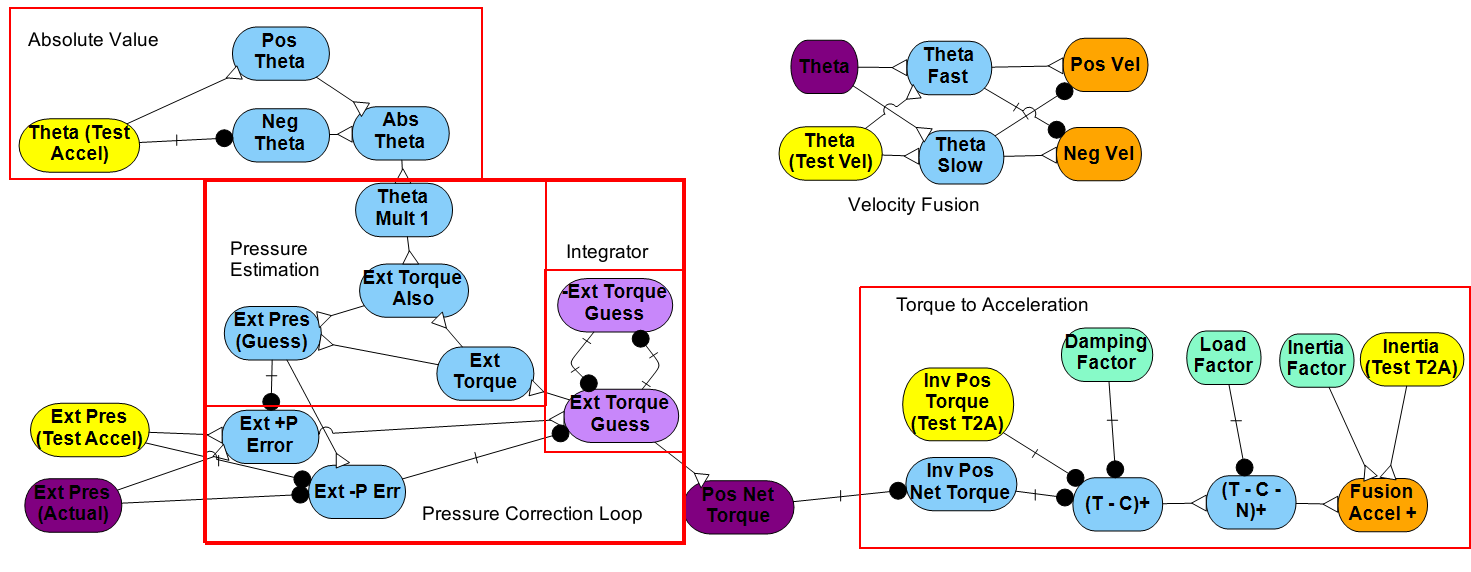 Absolute Value
Pos
Theta
Theta (Test
Accel)
Neg
Theta
Abs
Theta
Theta
Mult 1
Pressure
Estimation
Integrator
Ext Torque
Also
-Ext Torque
Guess
Ext Pres
(Guess)
Ext
Torque
Ext Torque
Guess
Ext Pres
(Test Accel)
Ext +P
Error
Ext Pres
(Actual)
Ext -P Err
Pressure Correction Loop
Pos Net
Torque
Theta
Theta
Fast
Pos Vel
Theta
(Test Vel)
Theta
Slow
Neg Vel
Velocity Fusion
Torque to Acceleration
Damping
Factor
Load
Factor
Inertia
Factor
Inertia
(Test T2A)
Inv Pos
Torque
(Test T2A)
Inv Pos
Net Torque
(T - C)+
(T - C -
N)+
Fusion
Accel +